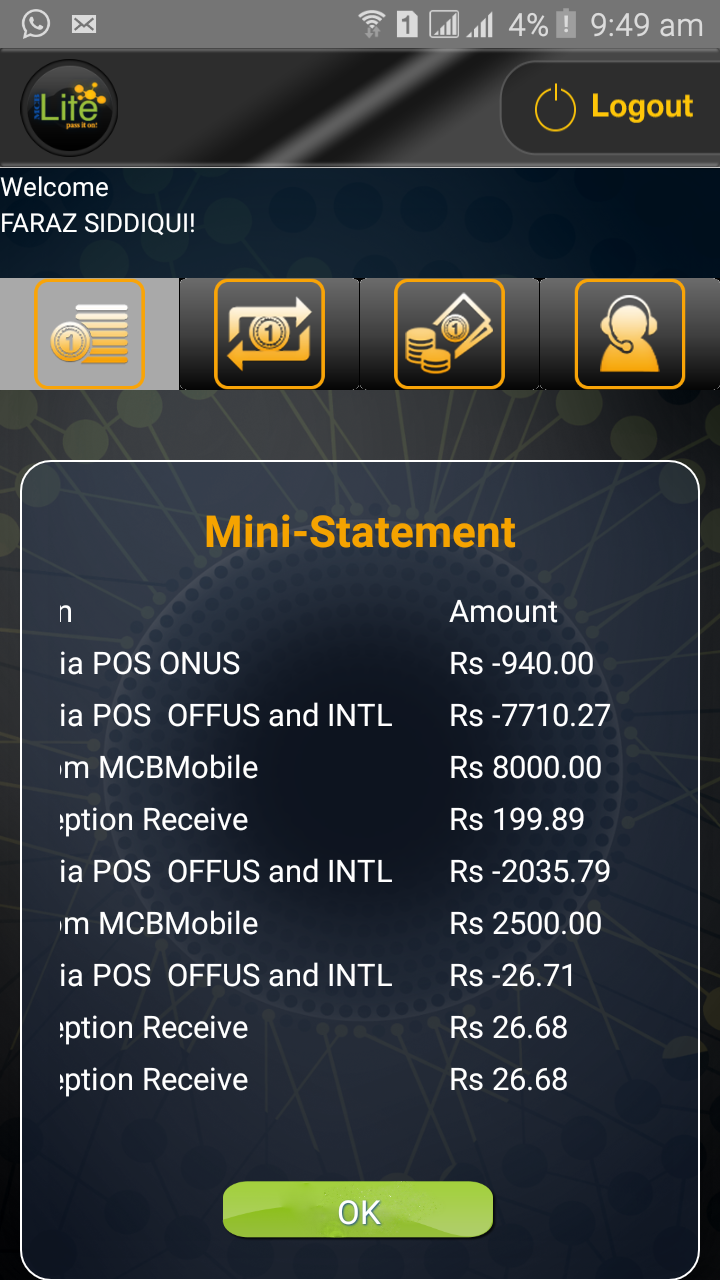 4% 9:49 am
MCB Lite
pass it on!
Logout
Welcome
FARAZ SIDDIQUI!
Mini-Statement
n Amount
ia POS ONUS Rs -940.00
ia POS  OFFUS and INTL Rs -7710.27
om MCBMobile Rs 8000.00
eption Receive Rs 199.89
ia POS  OFFUS and INTL Rs -2035.79
om MCBMobile Rs 2500.00
ia POS  OFFUS and INTL Rs -26.71
eption Receive Rs 26.68
eption Receive Rs 26.68
OK